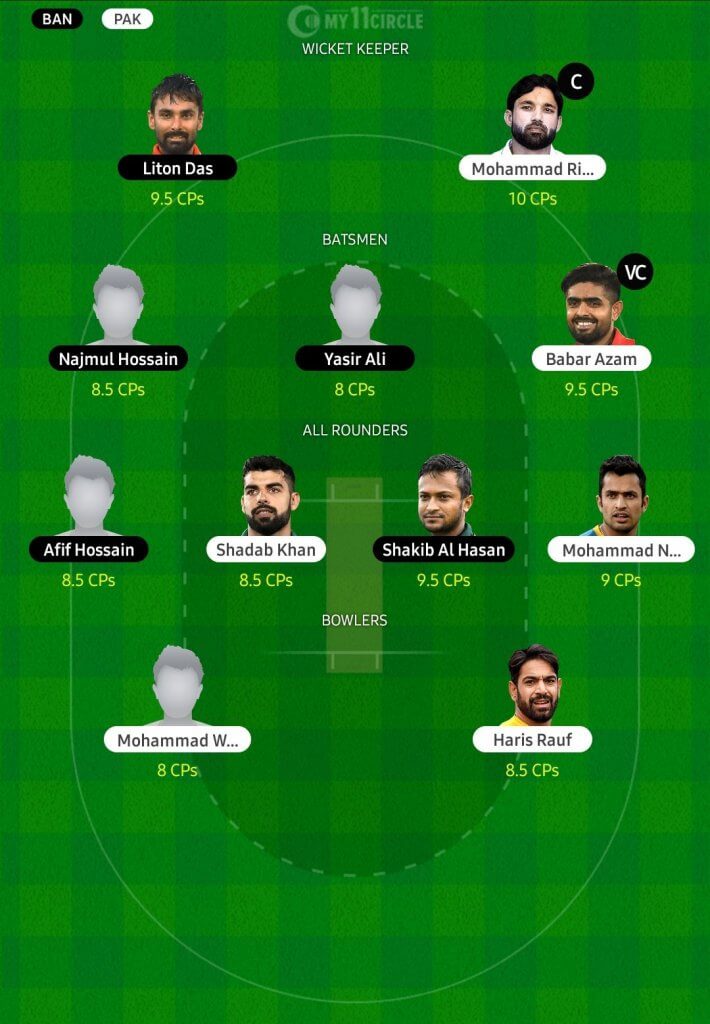 BAN PAK MY11CIRCLE
WICKET KEEPER
C
Liton Das Mohammad Ri...
9.5 CPs 10 CPs
BATSMEN
VC
Najmul Hossain Yasir Ali Babar Azam
8.5 CPs 8 CPs 9.5 CPs
ALL ROUNDERS
Afif Hossain Shadab Khan Shakib Al Hasan Mohammad N...
8.5 CPs 8.5 CPs 9.5 CPs 9 CPs
BOWLERS
Mohammad W... Haris Rauf
8 CPs 8.5 CPs